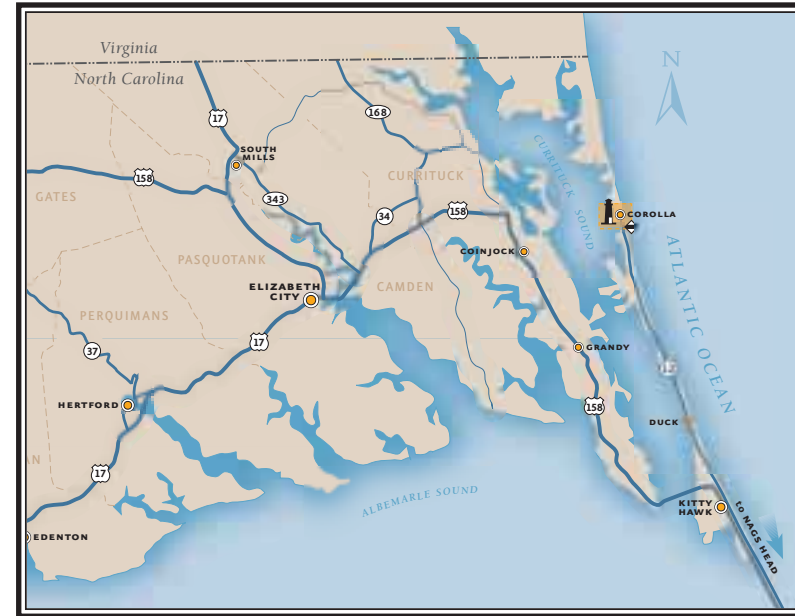 Virginia
North Carolina
N
17
168
SOUTH
MILLS
158
CURRITUCK
GATES
343
34
158
CURRITUCK SOUND
COROLLA
PASQUOTANK
COINJOCK
ELIZABETH
CITY
CAMDEN
ATLANTIC OCEAN
PERQUIMANS
17
37
GRANDY
12
HERTFORD
158
DUCK
17
ALBEMARLE SOUND
KITTY
HAWK
to NAGS HEAD
EDENTON